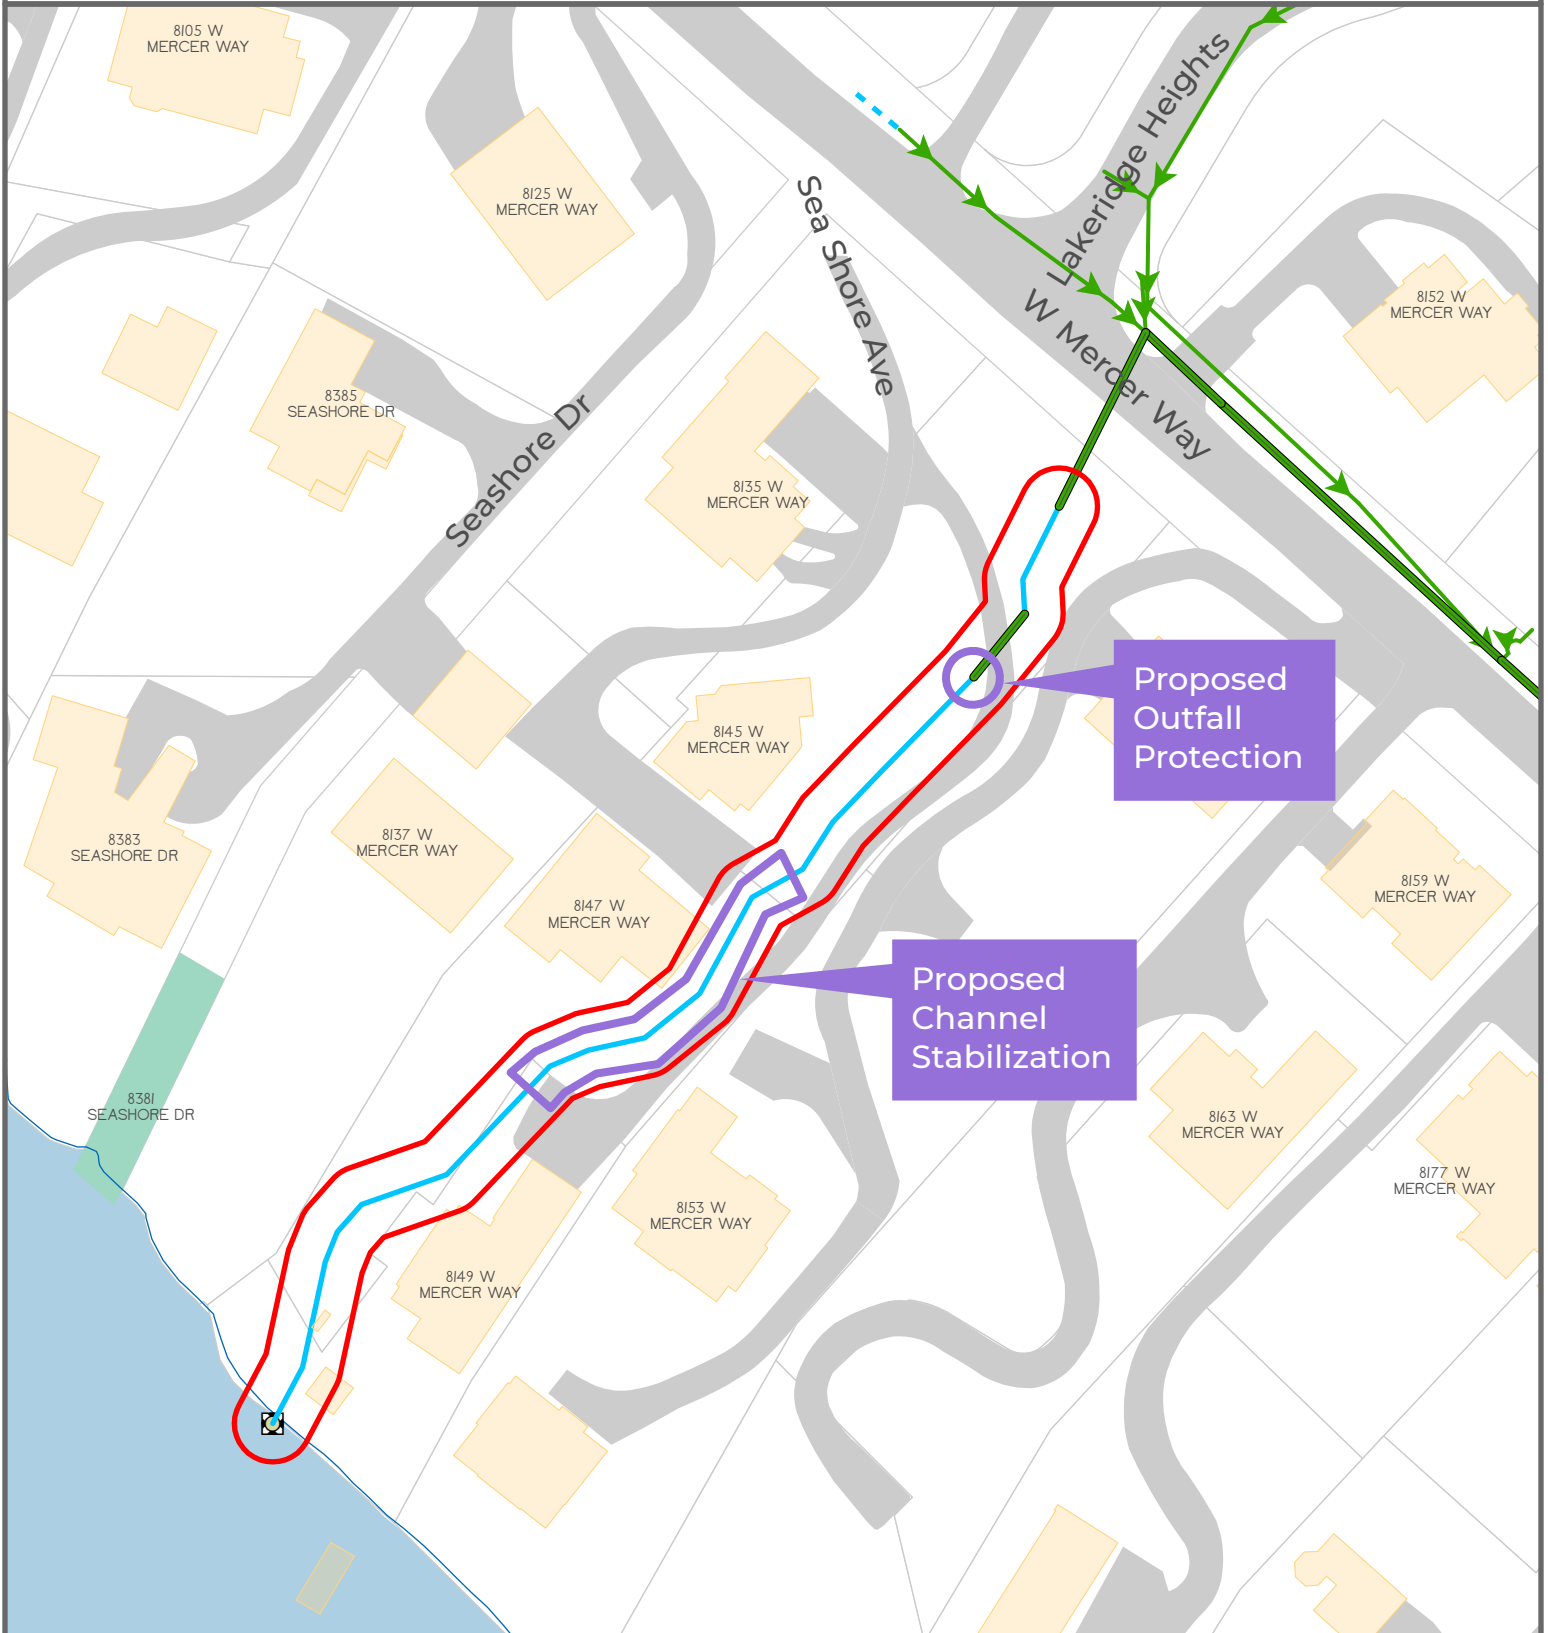 8105 W
MERCER WAY
Lakeridge Heights
8125 W
MERCER WAY
Sea Shore Ave
8152 W
MERCER WAY
W Mercer Way
8385
SEASHORE DR
Seashore Dr
8135 W
MERCER WAY
Proposed
Outfall
Protection
8145 W
MERCER WAY
8137 W
MERCER WAY
8383
SEASHORE DR
8159 W
MERCER WAY
8147 W
MERCER WAY
Proposed
Channel
Stabilization
8381
SEASHORE DR
8163 W
MERCER WAY
8177 W
MERCER WAY
8153 W
MERCER WAY
8149 W
MERCER WAY